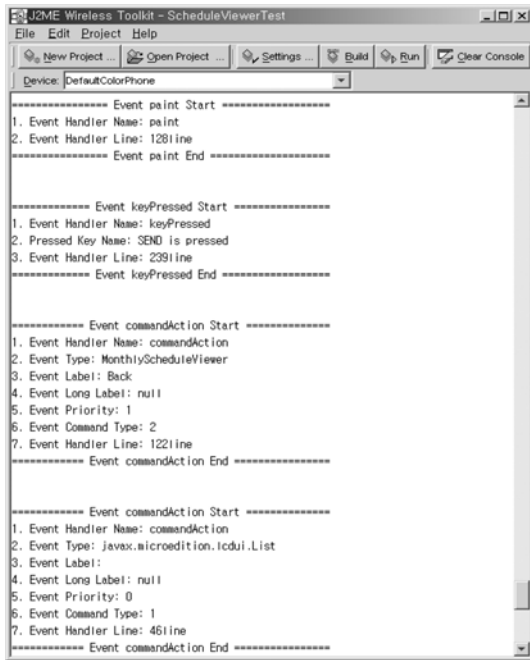 J2ME Wireless Toolkit - ScheduleViewerTest
File Edit Project Help
New Project ... Open Project ... Settings ... Build Run Clear Console
Device: DefaultColorPhone
================ Event paint Start ==================
1. Event Handler Name: paint
2. Event Handler Line: 128line
================ Event paint End ====================
============= Event keyPressed Start ================
1. Event Handler Name: keyPressed
2. Pressed Key Name: SEND is pressed
3. Event Handler Line: 239line
============= Event keyPressed End ==================
============ Event commandAction Start ==============
1. Event Handler Name: commandAction
2. Event Type: MonthlyScheduleViewer
3. Event Label: Back
4. Event Long Label: null
5. Event Priority: 1
6. Event Command Type: 2
7. Event Handler Line: 122line
============ Event commandAction End ================
============ Event commandAction Start ==============
1. Event Handler Name: commandAction
2. Event Type: javax.microedition.lcdui.List
3. Event Label:
4. Event Long Label: null
5. Event Priority: 0
6. Event Command Type: 1
7. Event Handler Line: 46line
============ Event commandAction End ================